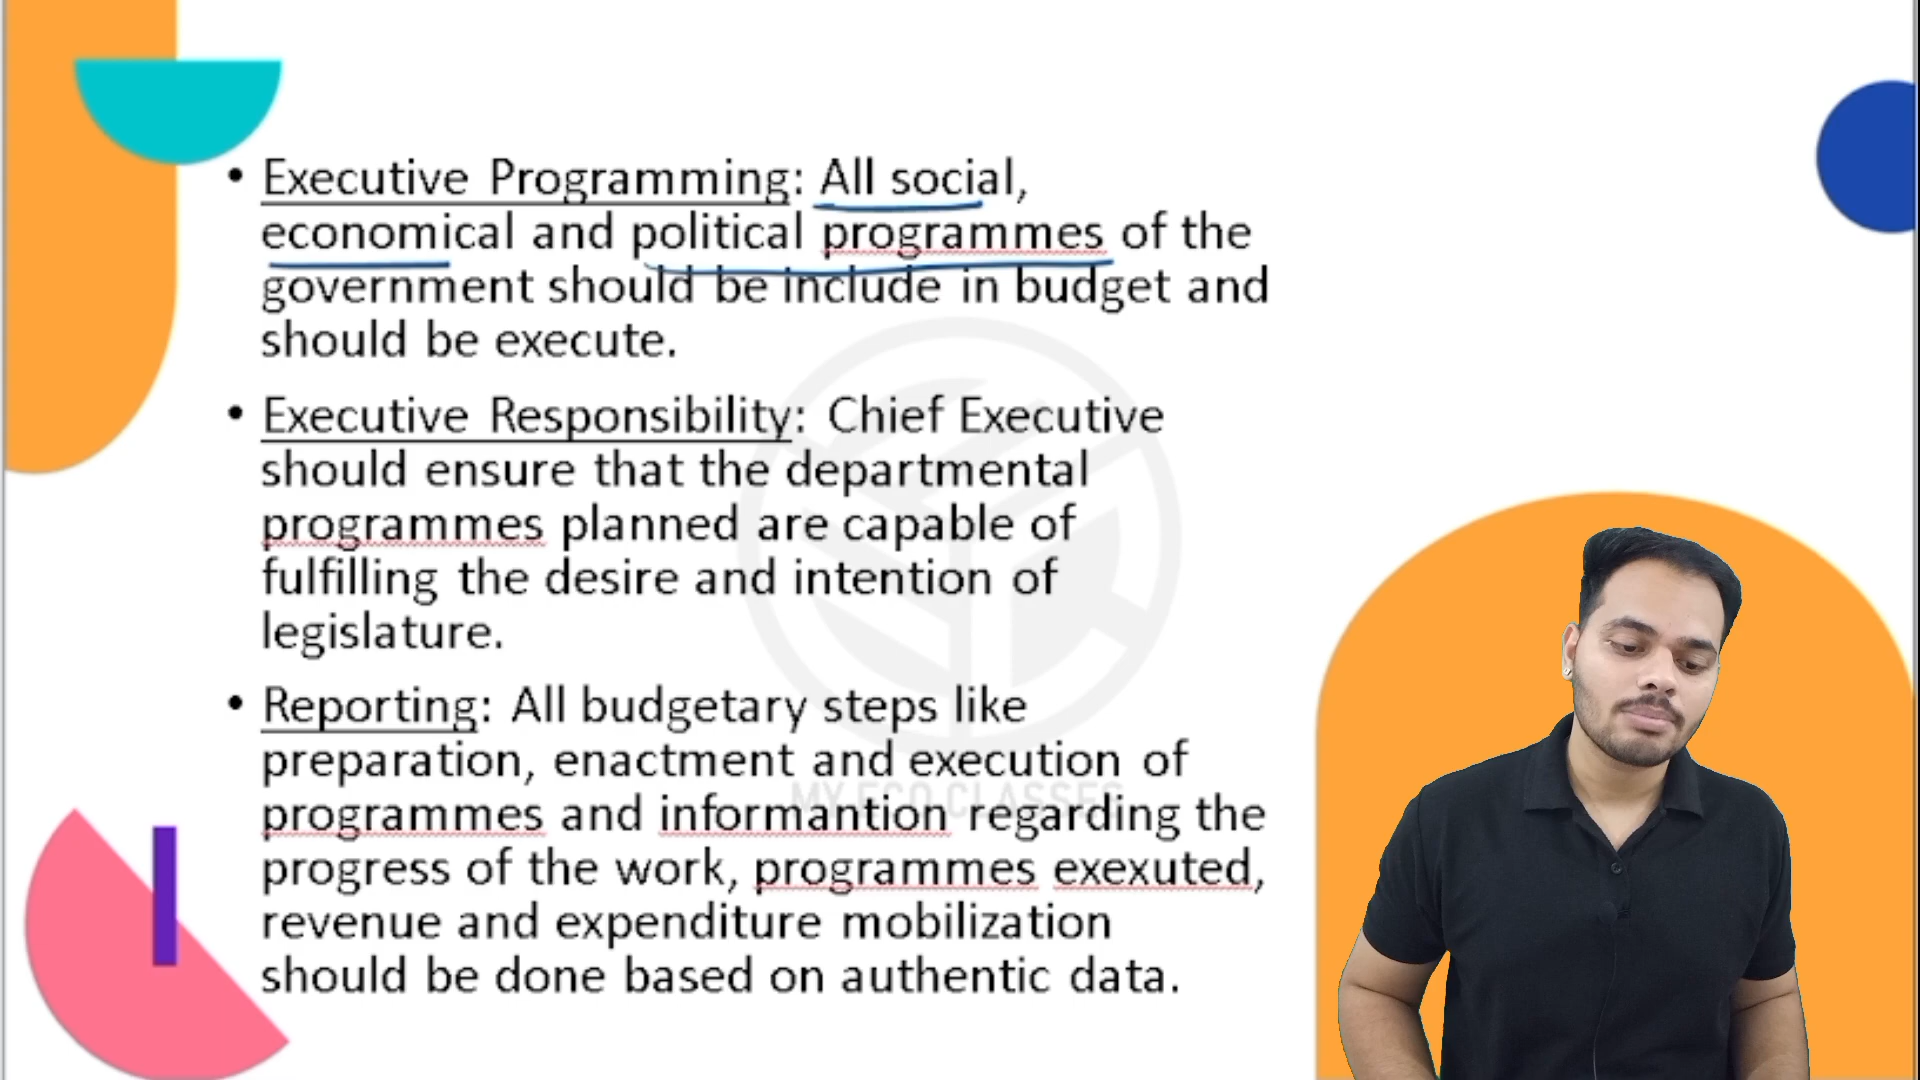 • Executive Programming: All social,
economical and political programmes of the
government should be include in budget and
should be execute.
• Executive Responsibility: Chief Executive
should ensure that the departmental
programmes planned are capable of
fulfilling the desire and intention of
legislature.
• Reporting: All budgetary steps like
preparation, enactment and execution of
MY ECO CLASSES
programmes and informantion regarding the
progress of the work, programmes exexuted,
revenue and expenditure mobilization
should be done based on authentic data.